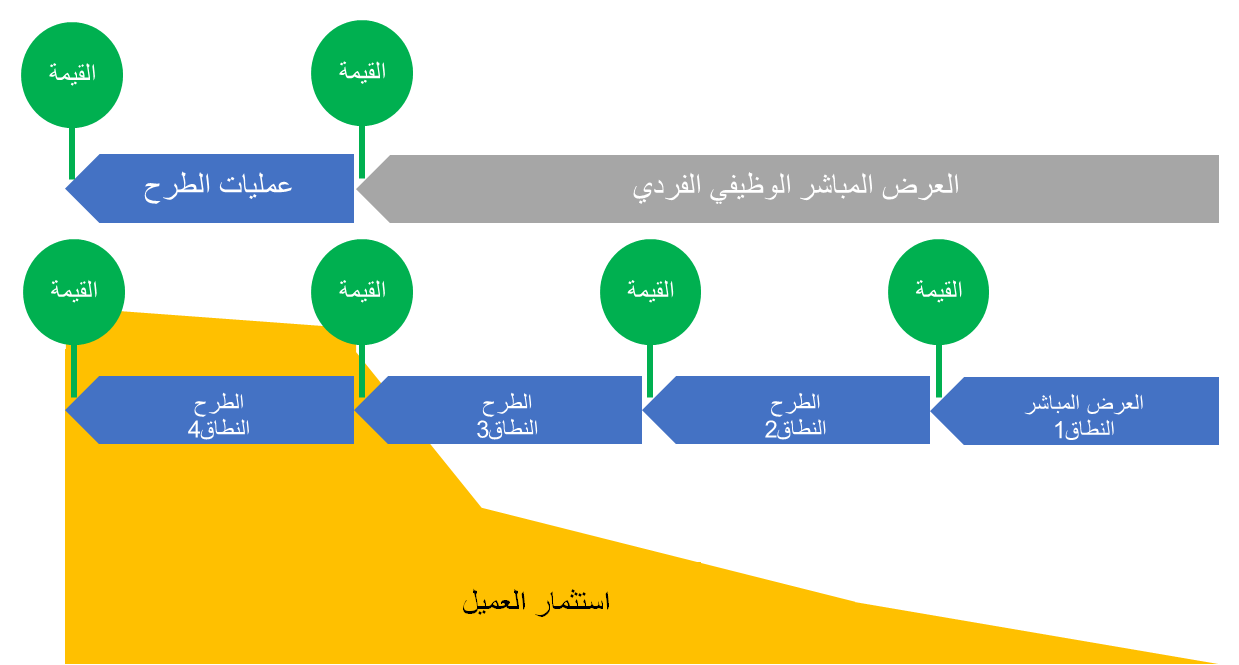 القيمة
القيمة
العرض المباشر الوظيفي الفردي
عمليات الطرح
القيمة
القيمة
القيمة
القيمة
العرض المباشر
النطاق1
الطرح
النطاق2
الطرح
النطاق3
الطرح
النطاق4
استثمار العميل